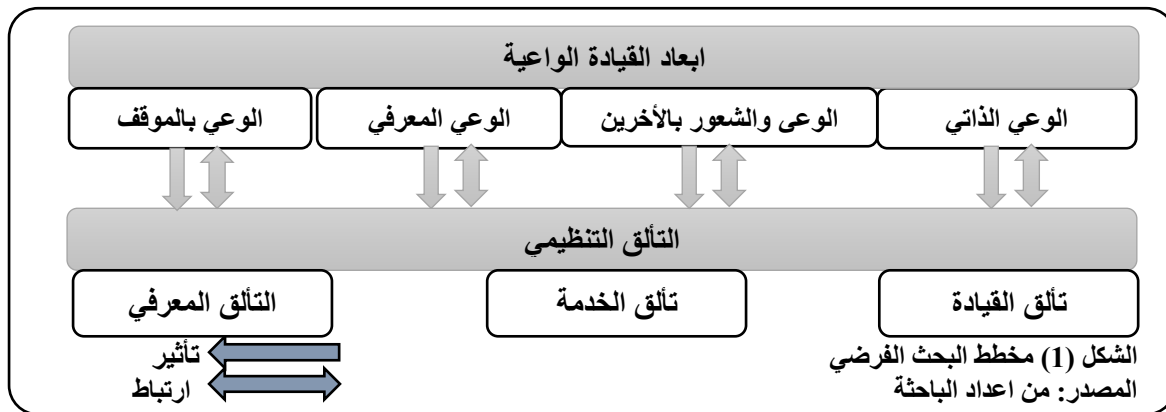 ابعاد القيادة الواعية
الوعي الذاتي
الوعى والشعور بالأخرين
الوعي المعرفي
الوعي بالموقف
التألق التنظيمي
تألق القيادة
تألق الخدمة
التألق المعرفي
الشكل (1) مخطط البحث الفرضي
المصدر: من اعداد الباحثة
تأثير
ارتباط